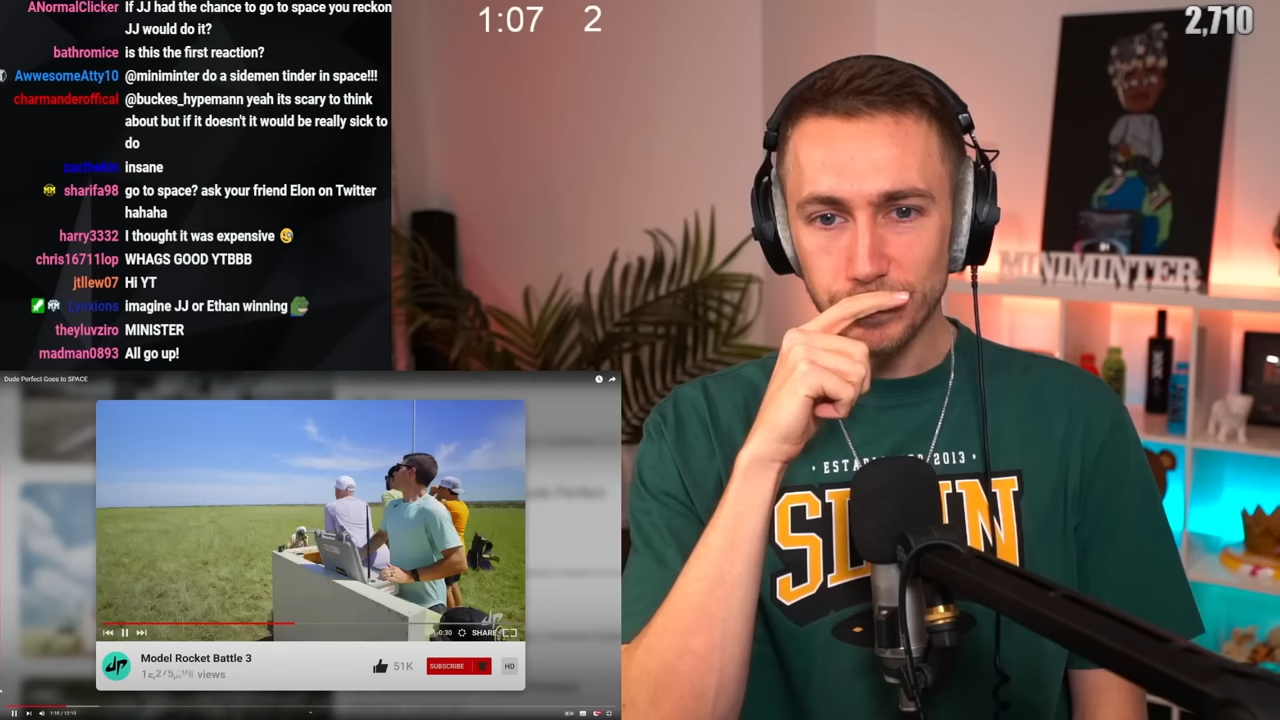 ANormalClicker If JJ had the chance to go to space you reckon
JJ would do it?
bathromice is this the first reaction?
AwwesomeAtty10 @miniminter do a sidemen tinder in space!!!
charmanderoffical @buckes_hypemann yeah its scary to think
about but if it doesn't it would be really sick to
do
insane
sharifa98 go to space? ask your friend Elon on Twitter
hahaha
harry3332 I thought it was expensive
chris16711lop WHAGS GOOD YTBBB
jtllew07 Hi YT
Lynxions imagine JJ or Ethan winning
theyluvziro MINISTER
madman0893 All go up!
1:07 2
2,710
MINIMINTER
ESTABLISHED 2013
Dude Perfect Goes to SPACE
-0:30 SHARE
dp
Model Rocket Battle 3
views
51K
SUBSCRIBE
HD